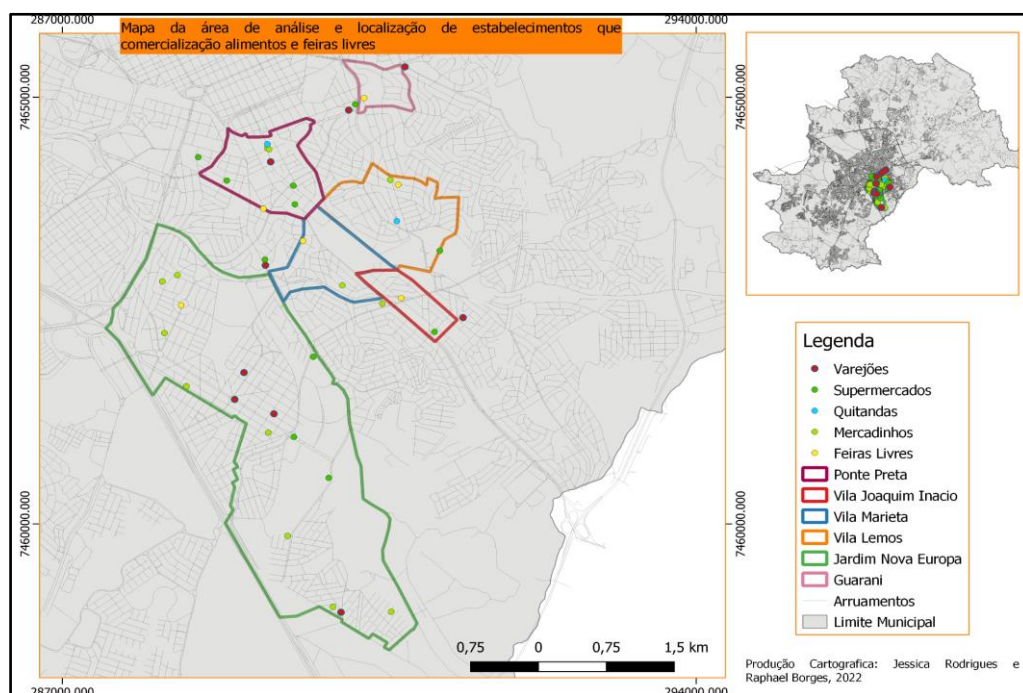 287000.000
294000.000
Mapa da área de análise e localização de estabelecimentos que
comercialização alimentos e feiras livres
7465000.000
7465000.000
7460000.000
7460000.000
Legenda
Varejões
Supermercados
Quitandas
Mercadinhos
Feiras Livres
Ponte Preta
Vila Joaquim Inacio
Vila Marieta
Vila Lemos
Jardim Nova Europa
Guarani
Arruamentos
Limite Municipal
0,75 0 0,75 1,5 km
Produção Cartografica: Jessica Rodrigues e
Raphael Borges, 2022
287000.000
294000.000